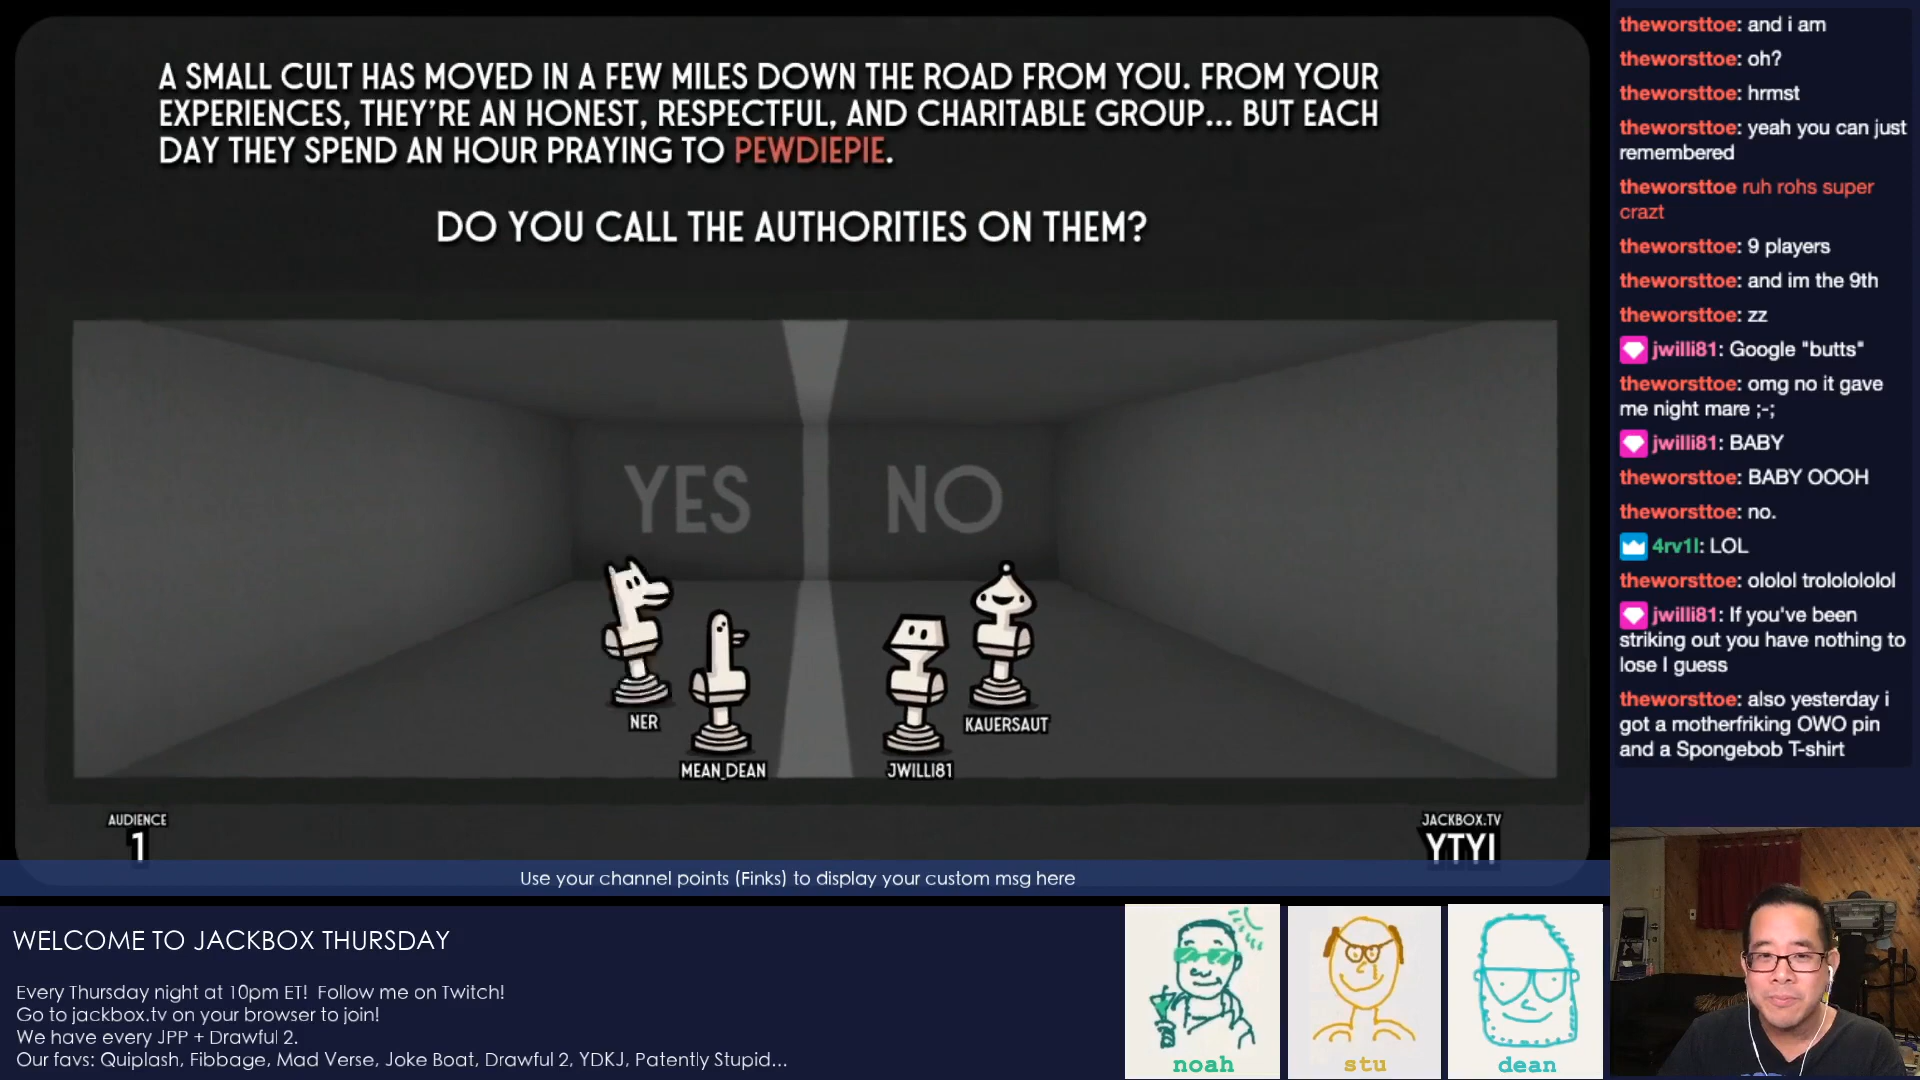 A SMALL CULT HAS MOVED IN A FEW MILES DOWN THE ROAD FROM YOU. FROM YOUR
EXPERIENCES, THEY'RE AN HONEST, RESPECTFUL, AND CHARITABLE GROUP... BUT EACH
DAY THEY SPEND AN HOUR PRAYING TO PEWDIEPIE.
DO YOU CALL THE AUTHORITIES ON THEM?
YES
NO
NER
MEAN_DEAN
JWILLI81
KAUERSAUT
AUDIENCE
1
JACKBOX.TV
YTYI
Use your channel points (Finks) to display your custom msg here
WELCOME TO JACKBOX THURSDAY
Every Thursday night at 10pm ET! Follow me on Twitch!
Go to jackbox.tv on your browser to join!
We have every JPP + Drawful 2.
Our favs: Quiplash, Fibbage, Mad Verse, Joke Boat, Drawful 2, YDKJ, Patently Stupid...
noah
stu
dean
theworsttoe: and i am
theworsttoe: oh?
theworsttoe: hrmst
theworsttoe: yeah you can just
remembered
theworsttoe ruh rohs super
crazt
theworsttoe: 9 players
theworsttoe: and im the 9th
theworsttoe: zz
jwilli81: Google "butts"
theworsttoe: omg no it gave
me night mare ;-;
jwilli81: BABY
theworsttoe: BABY OOOH
theworsttoe: no.
4rv1l: LOL
theworsttoe: ololol trolololololol
jwilli81: If you've been
striking out you have nothing to
lose I guess
theworsttoe: also yesterday i
got a motherfriking OWO pin
and a Spongebob T-shirt